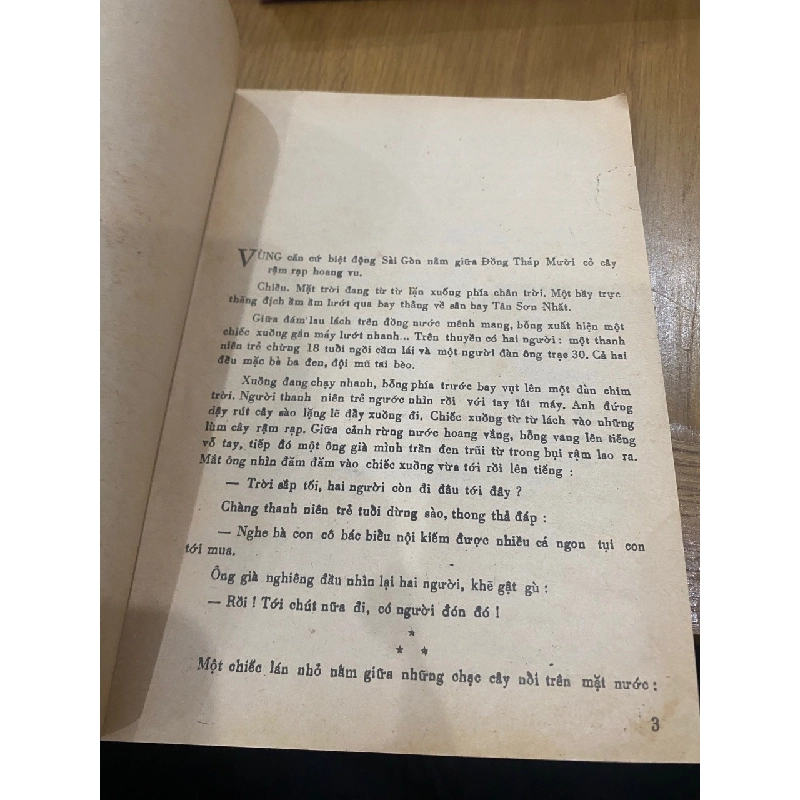 VÙNG căn cứ biệt động Sài Gòn nằm giữa Đồng Tháp Mười cỏ cây
rậm rạp hoang vu.
Chiều. Mặt trời đang từ từ lặn xuống phía chân trời. Một bầy trực
thăng địch ầm ầm lướt qua bay thẳng về sân bay Tân Sơn Nhất.
Giữa đám lau lách trên đồng nước mênh mang, bỗng xuất hiện một
chiếc xuồng gắn máy lướt nhanh... Trên thuyền có hai người : một thanh
niên trẻ chừng 18 tuổi ngồi cầm lái và một người đàn ông trạc 30. Cả hai
đều mặc bà ba đen, đội mũ tai bèo.
Xuồng đang chạy nhanh, bỗng phía trước bay vụt lên một đàn chim
trời. Người thanh niên trẻ ngước nhìn rồi với tay tắt máy. Anh đứng
dậy rút cây sào lặng lẽ đẩy xuồng đi. Chiếc xuồng từ từ lách vào những
lùm cây rậm rạp. Giữa cảnh rừng nước hoang vắng, bỗng vang lên tiếng
vỗ tay, tiếp đó một ông già mình trần đen trũi từ trong bụi rậm lao ra.
Mắt ông nhìn đăm đăm vào chiếc xuồng vừa tới rồi lên tiếng :
— Trời sắp tối, hai người còn đi đâu tới đây ?
Chàng thanh niên trẻ tuổi dừng sào, thong thả đáp :
— Nghe bà con cô bác biểu nội kiếm được nhiều cá ngon tụi con
tới mua.
Ông già nghiêng đầu nhìn lại hai người, khẽ gật gù :
— Rồi ! Tới chút nữa đi, có người đón đó !
*
* *
Một chiếc lán nhỏ nằm giữa những chạc cây nổi trên mặt nước :
3